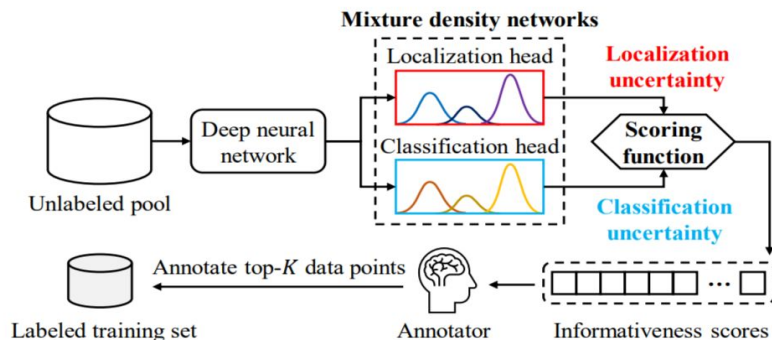 Mixture density networks
Localization head
Localization
uncertainty
Deep neural
network
Scoring
function
Classification head
Unlabeled pool
Classification
uncertainty
Annotate top-K data points
...
Labeled training set
Annotator
Informativeness scores